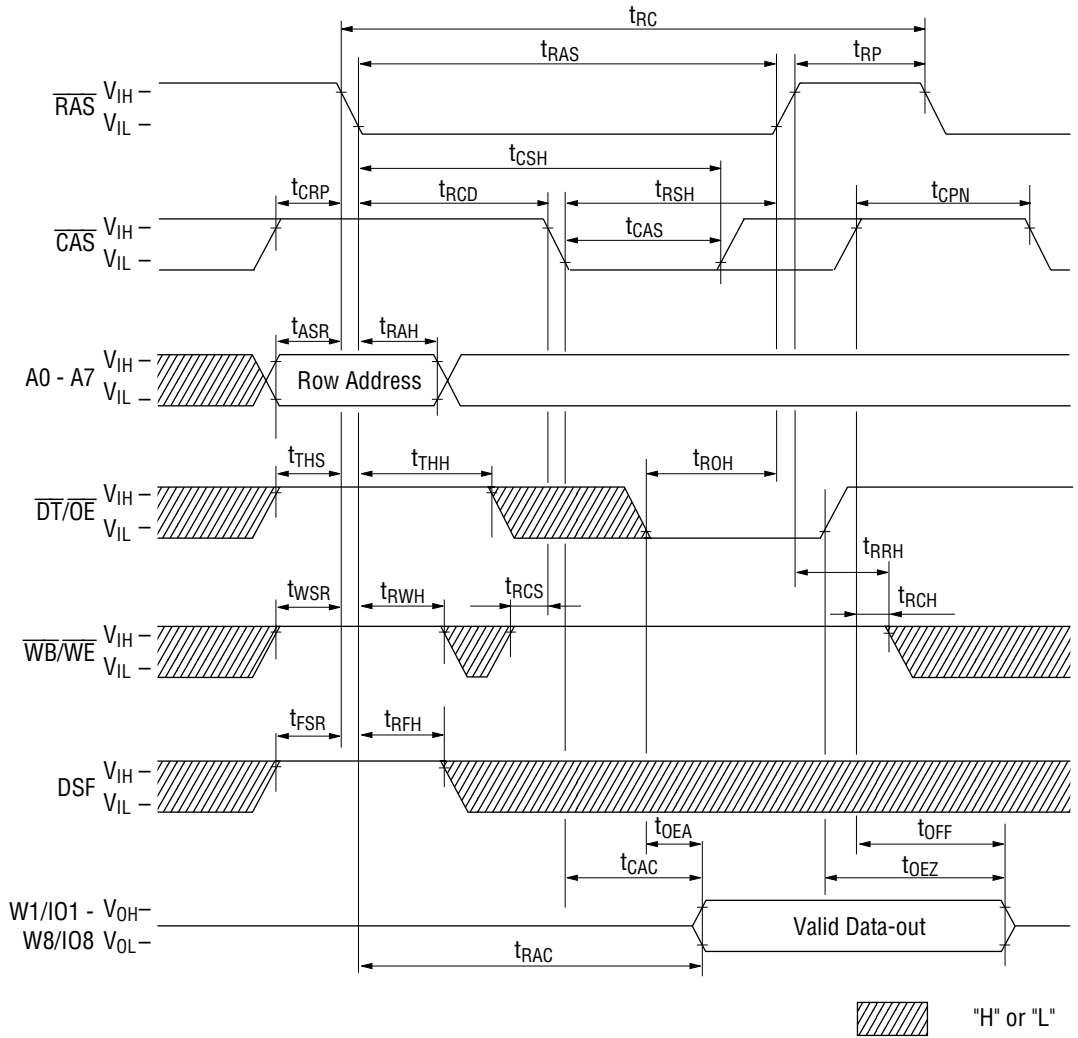 tRC
tRAS tRP
RAS VIH –
VIL –
tCSH
tCRP tRCD tRSH tCPN
CAS VIH –
VIL –
tCAS
tASR tRAH
A0 - A7 VIH –
VIL –
Row Address
tTHS tTHH tROH
DT/OE VIH –
VIL –
tRRH
tWSR tRWH tRCS tRCH
WB/WE VIH –
VIL –
tFSR tRFH
DSF VIH –
VIL –
tOEA tOFF
tCAC tOEZ
W1/IO1 - VOH–
W8/IO8 VOL–
Valid Data-out
tRAC
"H" or "L"